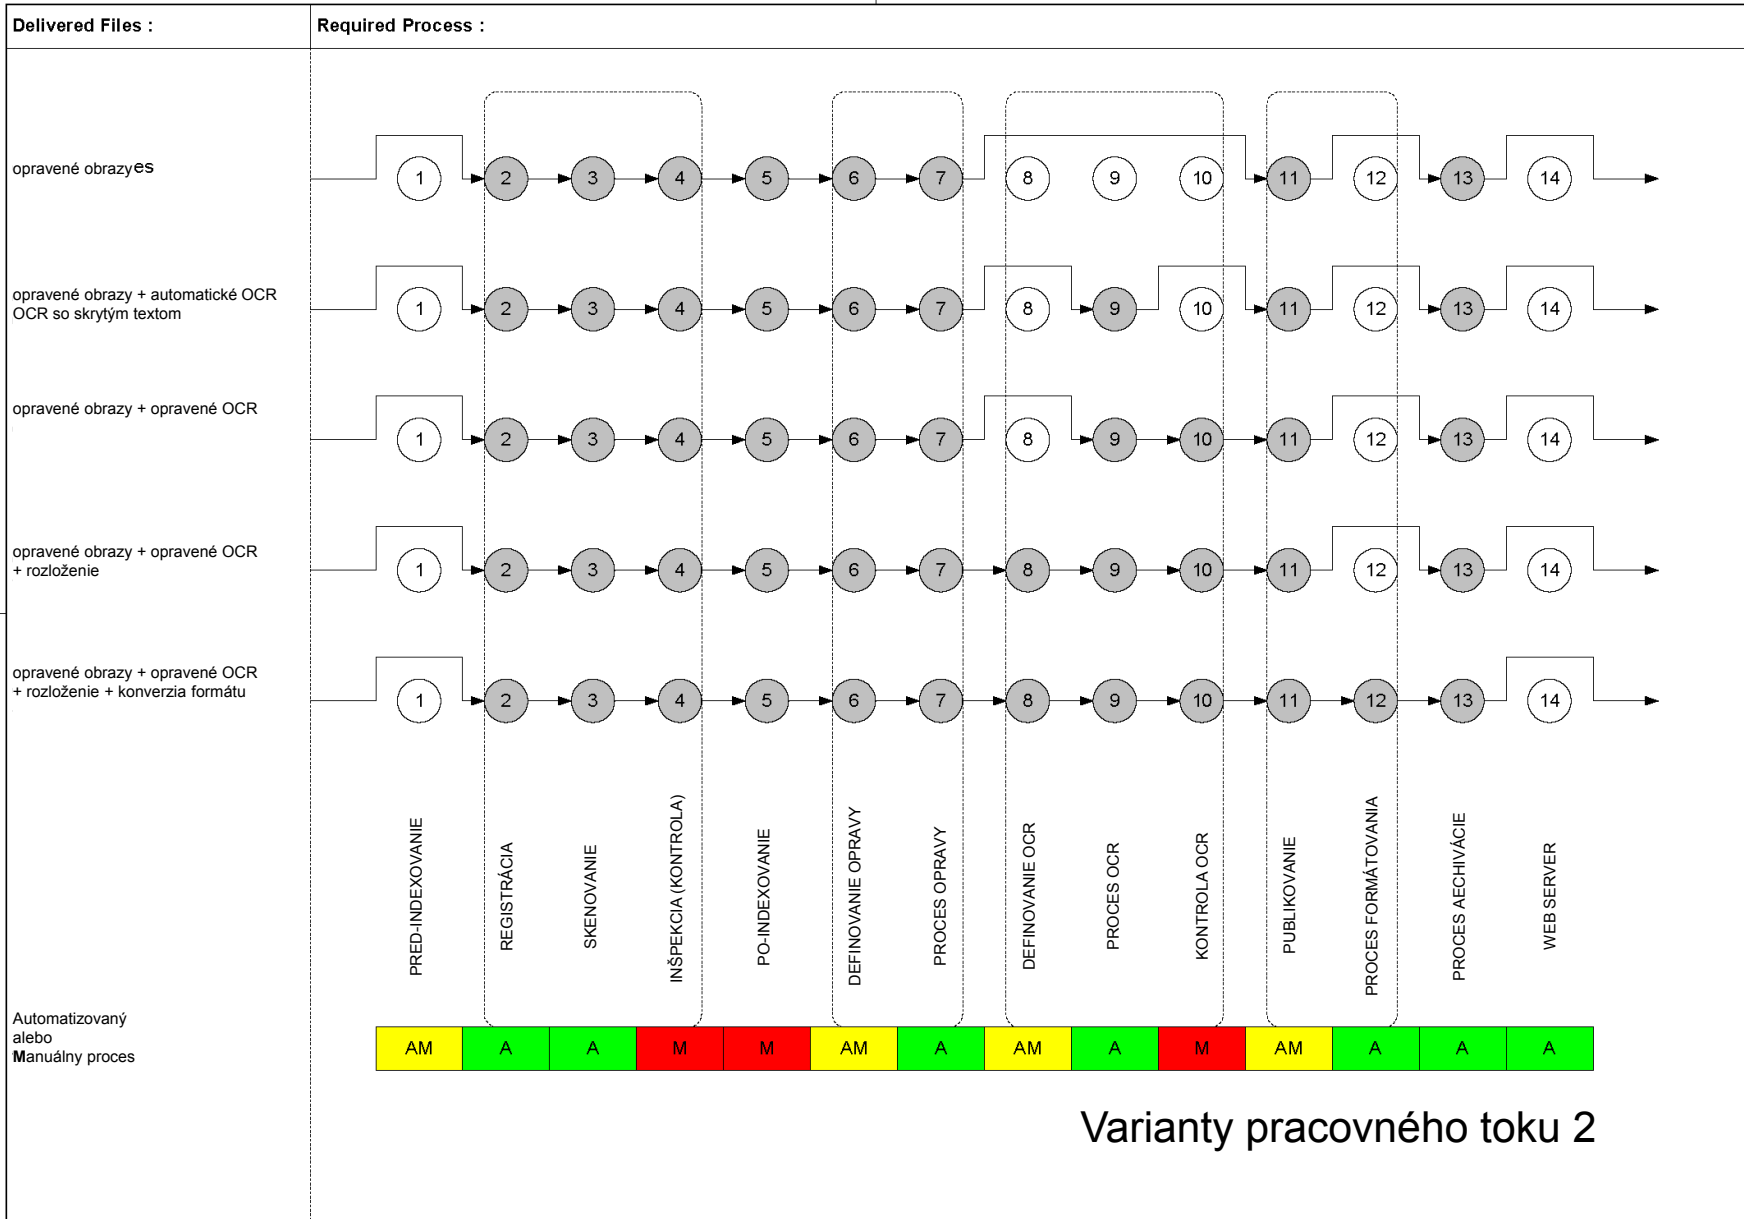 Delivered Files :
Required Process :
opravené obrazyes
1 2 3 4 5 6 7 8 9 10 11 12 13 14
opravené obrazy + automatické OCR
OCR so skrytým textom
1 2 3 4 5 6 7 8 9 10 11 12 13 14
opravené obrazy + opravené OCR
1 2 3 4 5 6 7 8 9 10 11 12 13 14
opravené obrazy + opravené OCR
+ rozloženie
1 2 3 4 5 6 7 8 9 10 11 12 13 14
opravené obrazy + opravené OCR
+ rozloženie + konverzia formátu
1 2 3 4 5 6 7 8 9 10 11 12 13 14
PRED-INDEXOVANIE
REGISTRÁCIA
SKENOVANIE
INŠPEKCIA (KONTROLA)
PO-INDEXOVANIE
DEFINOVANIE OPRAVY
PROCES OPRAVY
DEFINOVANIE OCR
PROCES OCR
KONTROLA OCR
PUBLIKOVANIE
PROCES FORMÁTOVANIA
PROCES AECHIVÁCIE
WEB SERVER
Automatizovaný
alebo
Manuálny proces
AM A A M M AM A AM A M AM A A A
Varianty pracovného toku 2